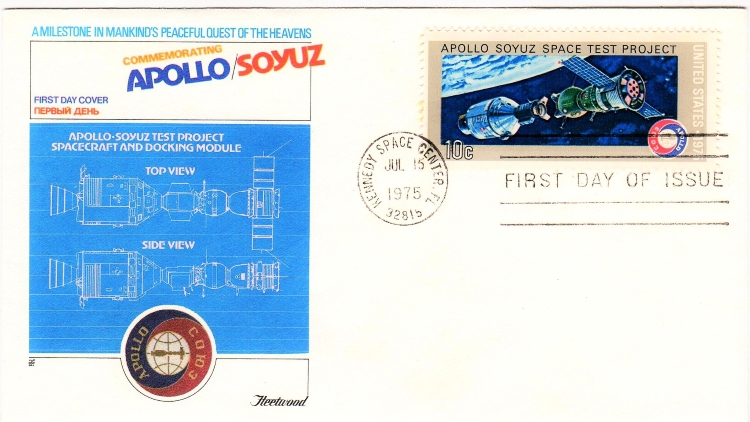 A MILESTONE IN MANKIND'S PEACEFUL QUEST OF THE HEAVENS
COMMEMORATING
APOLLO/SOYUZ
FIRST DAY COVER
ПЕРВЫЙ ДЕНЬ
APOLLO-SOYUZ TEST PROJECT
SPACECRAFT AND DOCKING MODULE
TOP VIEW
SIDE VIEW
APOLLO
СОЮЗ
Fleetwood
APOLLO SOYUZ SPACE TEST PROJECT
UNITED STATES 1975
10c
APOLLO
СОЮЗ
KENNEDY SPACE CENTER, FL
JUL 15
1975
32815
FIRST DAY OF ISSUE